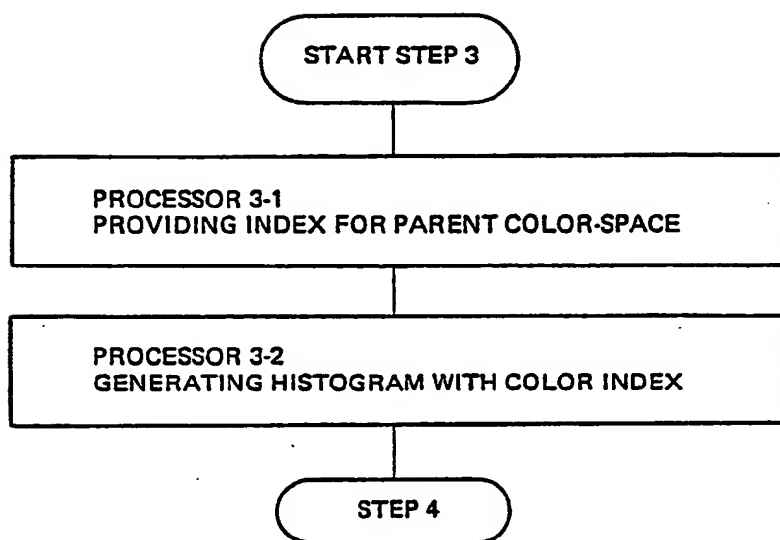 START STEP 3
PROCESSOR 3-1
PROVIDING INDEX FOR PARENT COLOR-SPACE
PROCESSOR 3-2
GENERATING HISTOGRAM WITH COLOR INDEX
STEP 4